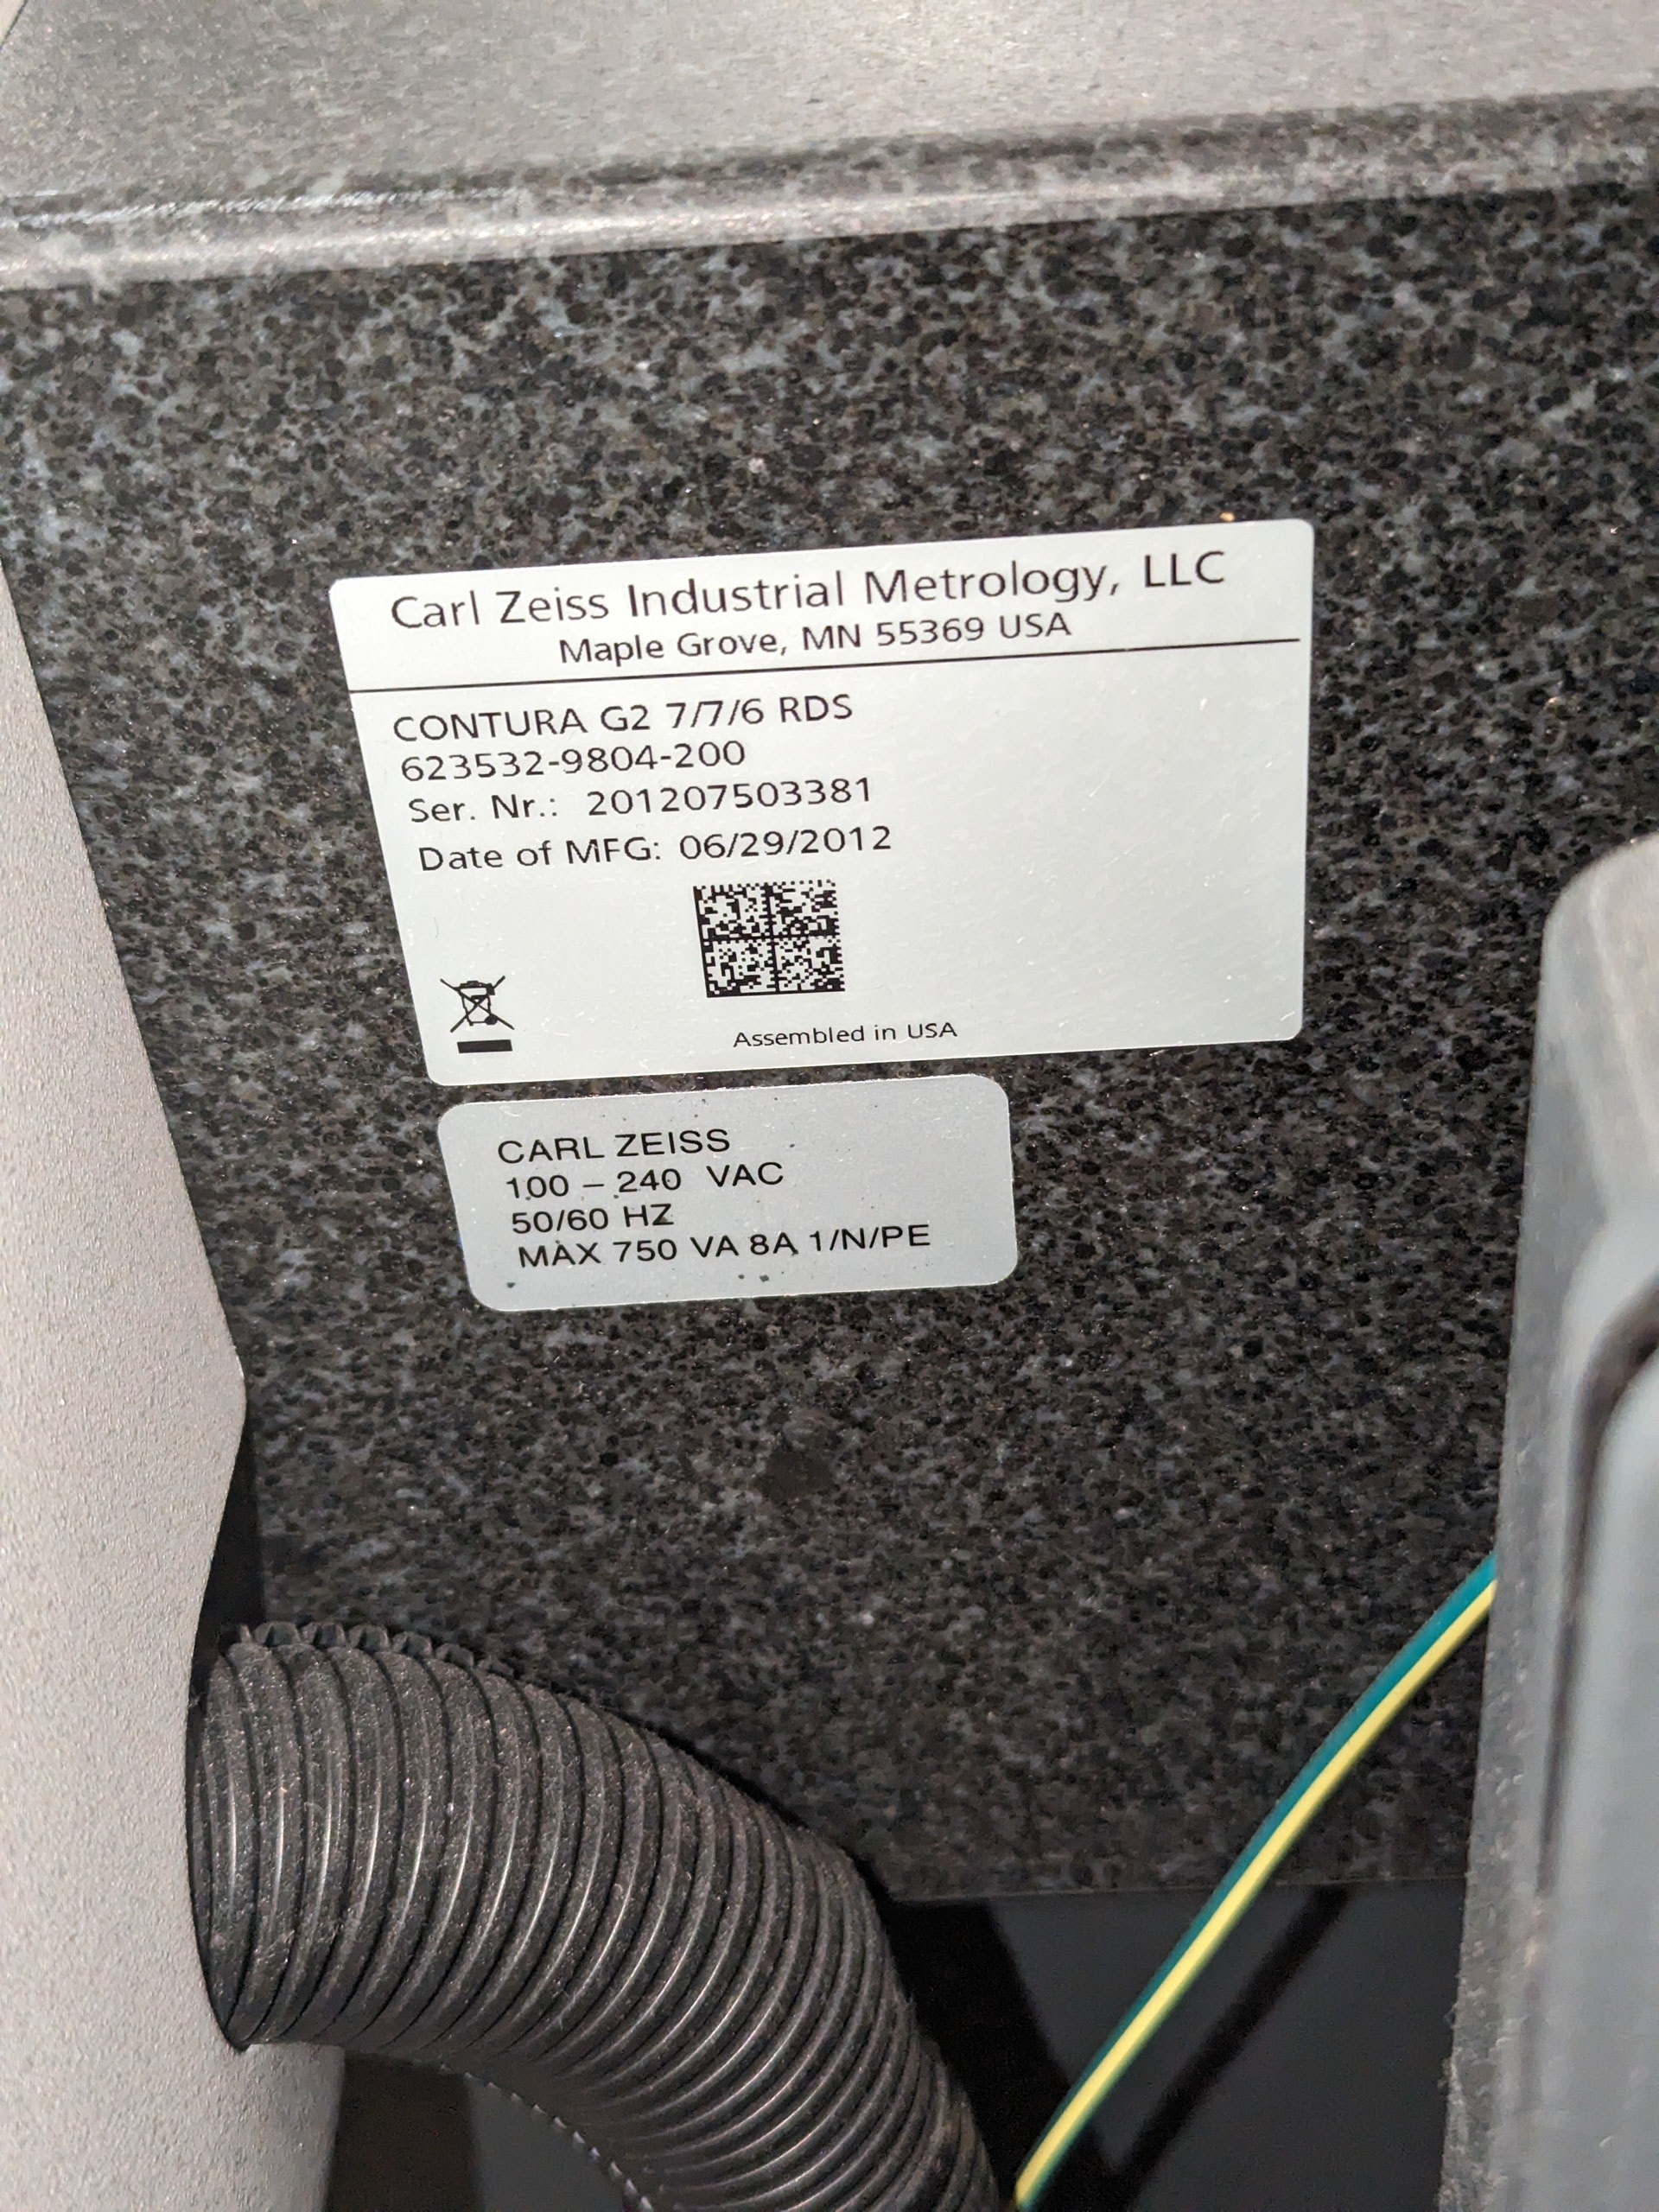 Carl Zeiss Industrial Metrology, LLC
Maple Grove, MN 55369 USA
CONTURA G2 7/7/6 RDS
623532-9804-200
Ser. Nr.: 201207503381
Date of MFG: 06/29/2012
Assembled in USA
CARL ZEISS
100 – 240 VAC
50/60 HZ
MAX 750 VA 8A 1/N/PE